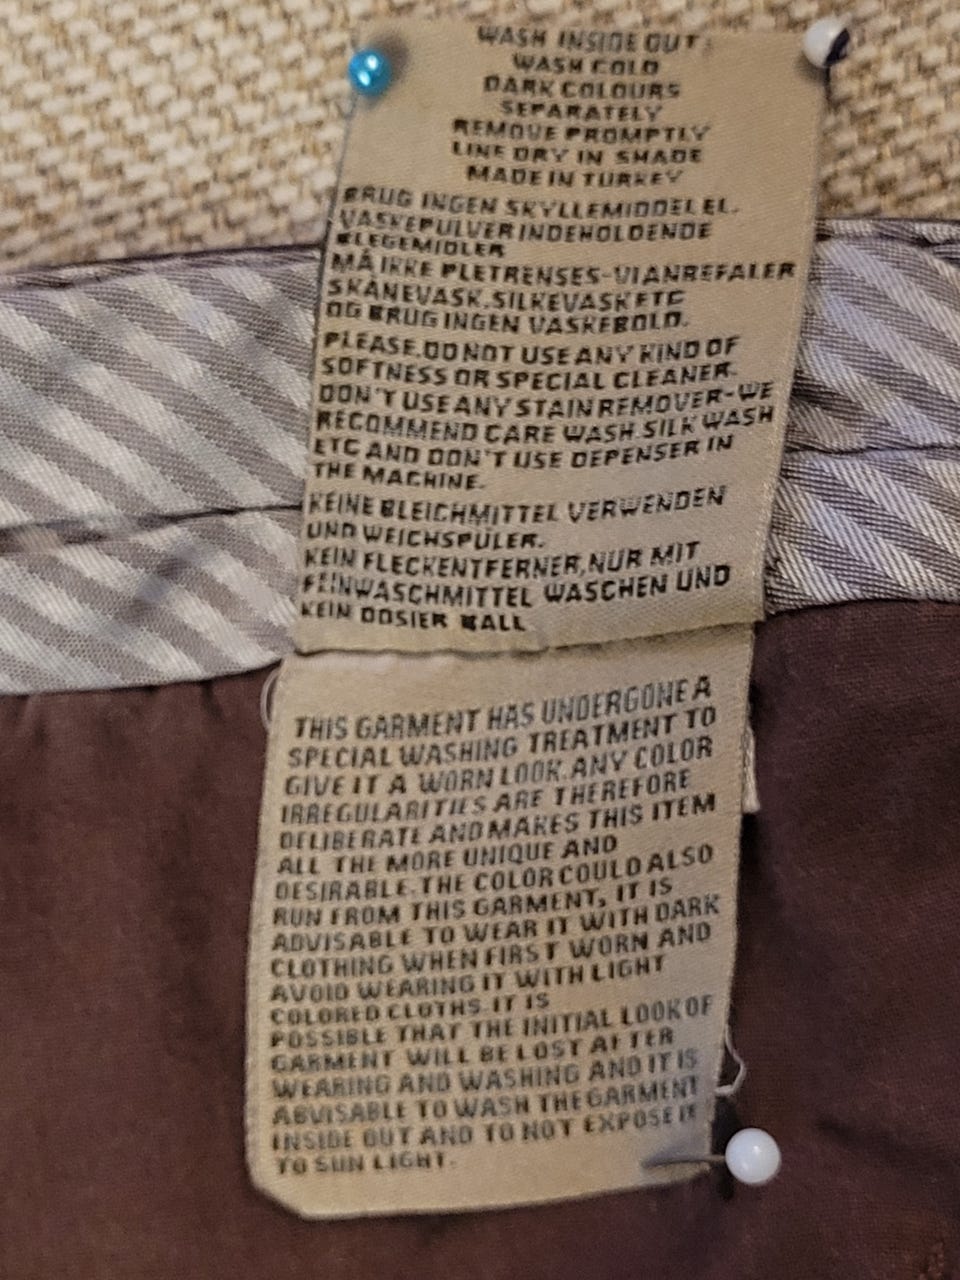 WASH INSIDE OUT:
WASH COLD
DARK COLOURS
SEPARATELY
REMOVE PROMPTLY
LINE DRY IN SHADE
MADE IN TURKEY
BRUG INGEN SKYLLEMIDDEL EL.
VASKEPULVER INDEHOLDENDE
BLEGEMIDLER
MÅ IKKE PLETRENSES-VI ANBEFALER
SKÅNEVASK.SILKEVASK ETC
OG BRUG INGEN VASKEBOLD.
PLEASE.DO NOT USE ANY KIND OF
SOFTNESS OR SPECIAL CLEANER.
DON'T USE ANY STAIN REMOVER-WE
RECOMMEND CARE WASH.SILK WASH
ETC AND DON'T USE DEPENSER IN
THE MACHINE.
KEINE BLEICHMITTEL VERWENDEN
UND WEICHSPULER.
KEIN FLECKENTFERNER,NUR MIT
FEINWASCHMITTEL WASCHEN UND
KEIN DOSIER BALL
THIS GARMENT HAS UNDERGONE A
SPECIAL WASHING TREATMENT TO
GIVE IT A WORN LOOK.ANY COLOR
IRREGULARITIES ARE THEREFORE
DELIBERATE AND MAKES THIS ITEM
ALL THE MORE UNIQUE AND
DESIRABLE.THE COLOR COULD ALSO
RUN FROM THIS GARMENT, IT IS
ADVISABLE TO WEAR IT WITH DARK
CLOTHING WHEN FIRST WORN AND
AVOID WEARING IT WITH LIGHT
COLORED CLOTHS.IT IS
POSSIBLE THAT THE INITIAL LOOK OF
GARMENT WILL BE LOST AFTER
WEARING AND WASHING AND IT IS
ABVISABLE TO WASH THE GARMENT
INSIDE OUT AND TO NOT EXPOSE IT
TO SUN LIGHT.